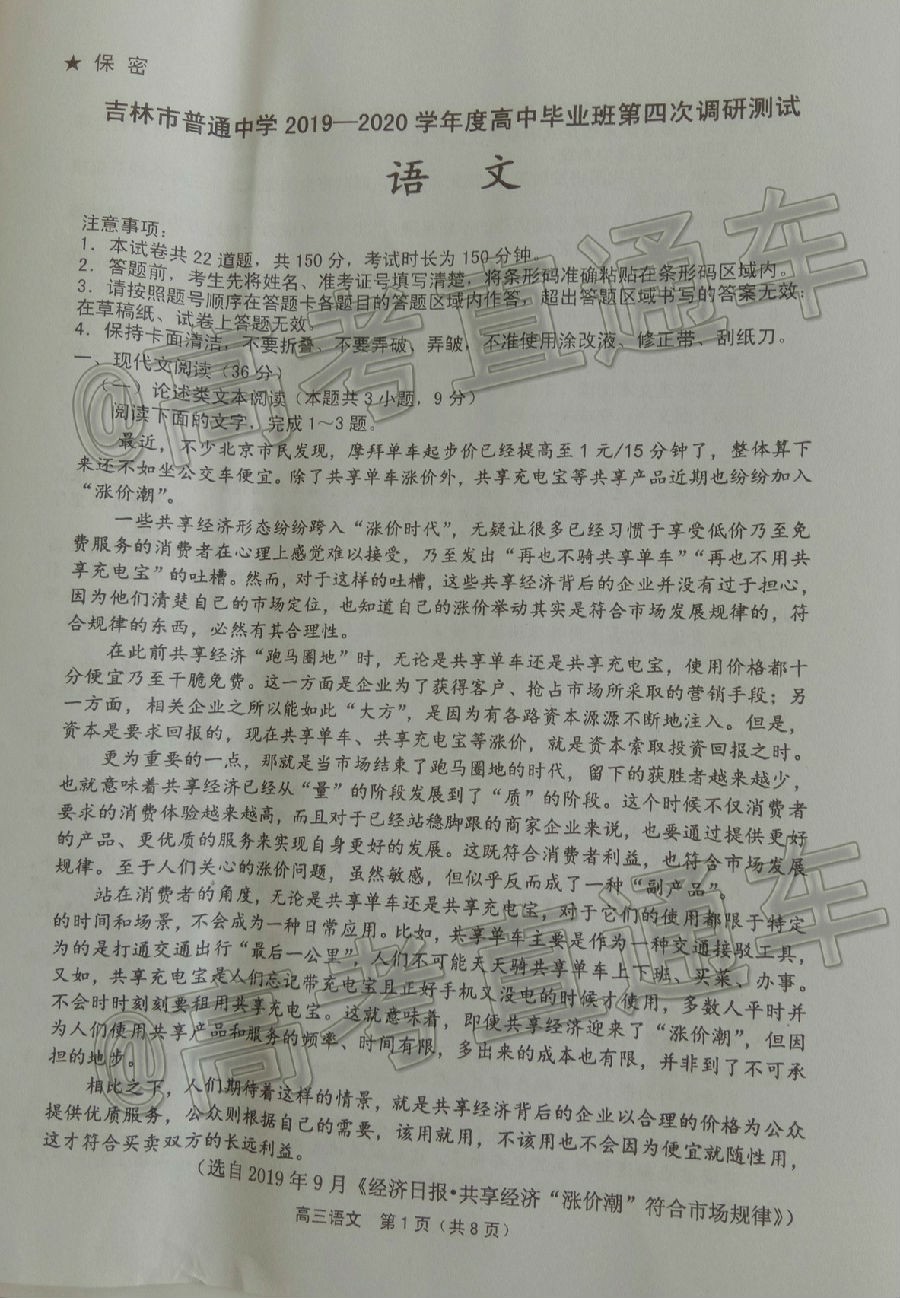 ★ 保 密
吉林市普通中学 2019—2020 学年度高中毕业班第四次调研测试
语 文
注意事项：
1．本试卷共 22 道题，共 150 分，考试时长为 150 分钟。
2．答题前，考生先将姓名、准考证号填写清楚，将条形码准确粘贴在条形码区域内。
3．请按照题号顺序在答题卡各题目的答题区域内作答，超出答题区域书写的答案无效；
在草稿纸、试卷上答题无效。
4．保持卡面清洁，不要折叠、不要弄破、弄皱，不准使用涂改液、修正带、刮纸刀。
一、现代文阅读（36 分）
（一）论述类文本阅读（本题共 3 小题，9 分）
阅读下面的文字，完成 1～3 题。
最近，不少北京市民发现，摩拜单车起步价已经提高至 1 元/15 分钟了，整体算下
来还不如坐公交车便宜。除了共享单车涨价外，共享充电宝等共享产品近期也纷纷加入
“涨价潮”。
一些共享经济形态纷纷跨入“涨价时代”，无疑让很多已经习惯于享受低价乃至免
费服务的消费者在心理上感觉难以接受，乃至发出“再也不骑共享单车”“再也不用共
享充电宝”的吐槽。然而，对于这样的吐槽，这些共享经济背后的企业并没有过于担心，
因为他们清楚自己的市场定位，也知道自己的涨价举动其实是符合市场发展规律的，符
合规律的东西，必然有其合理性。
在此前共享经济“跑马圈地”时，无论是共享单车还是共享充电宝，使用价格都十
分便宜乃至干脆免费。这一方面是企业为了获得客户、抢占市场所采取的营销手段；另
一方面，相关企业之所以能如此“大方”，是因为有各路资本源源不断地注入。但是，
资本是要求回报的，现在共享单车、共享充电宝等涨价，就是资本索取投资回报之时。
更为重要的一点，那就是当市场结束了跑马圈地的时代，留下的获胜者越来越少，
也就意味着共享经济已经从“量”的阶段发展到了“质”的阶段。这个时候不仅消费者
要求的消费体验越来越高，而且对于已经站稳脚跟的商家企业来说，也要通过提供更好
的产品、更优质的服务来实现自身更好的发展。这既符合消费者利益，也符合市场发展
规律。至于人们关心的涨价问题，虽然敏感，但似乎反而成了一种“副产品”。
站在消费者的角度，无论是共享单车还是共享充电宝，对于它们的使用都限于特定
的时间和场景，不会成为一种日常应用。比如，共享单车主要是作为一种交通接驳工具，
为的是打通交通出行“最后一公里”，人们不可能天天骑共享单车上下班、买菜、办事。
又如，共享充电宝是人们忘记带充电宝且正好手机又没电的时候才使用，多数人平时并
不会时时刻刻要租用共享充电宝。这就意味着，即便共享经济迎来了“涨价潮”，但因
为人们使用共享产品和服务的频率、时间有限，多出来的成本也有限，并非到了不可承
担的地步。
相比之下，人们期待着这样的情景，就是共享经济背后的企业以合理的价格为公众
提供优质服务，公众则根据自己的需要，该用就用，不该用也不会因为便宜就随性用，
这才符合买卖双方的长远利益。
（选自 2019 年 9 月《经济日报·共享经济“涨价潮”符合市场规律》）
高三语文 第 1 页（共 8 页）
@高考直通车
@高考直通车